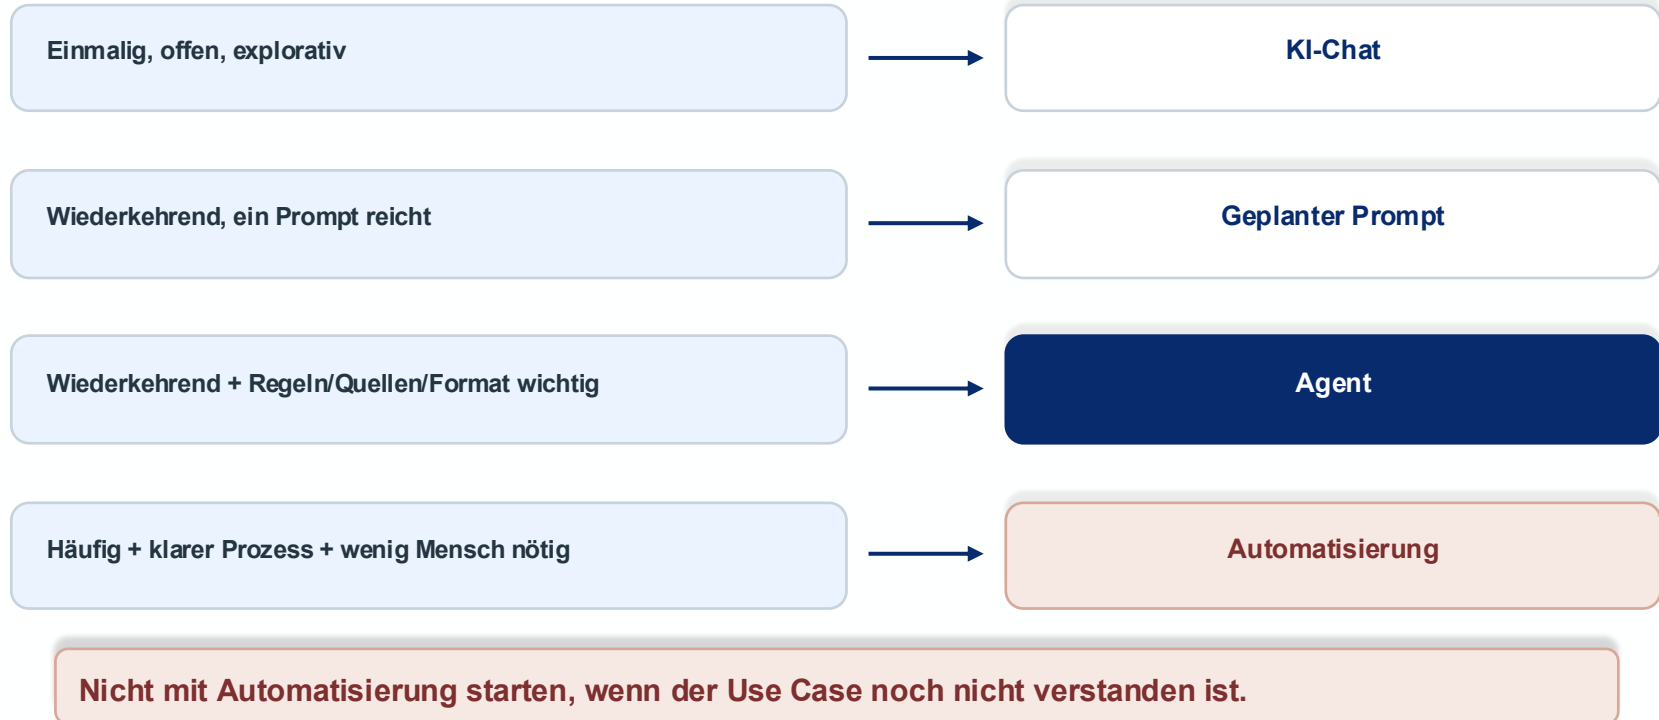 Einmalig, offen, explorativ
KI-Chat
Wiederkehrend, ein Prompt reicht
Geplanter Prompt
Wiederkehrend + Regeln/Quellen/Format wichtig
Agent
Häufig + klarer Prozess + wenig Mensch nötig
Automatisierung
Nicht mit Automatisierung starten, wenn der Use Case noch nicht verstanden ist.